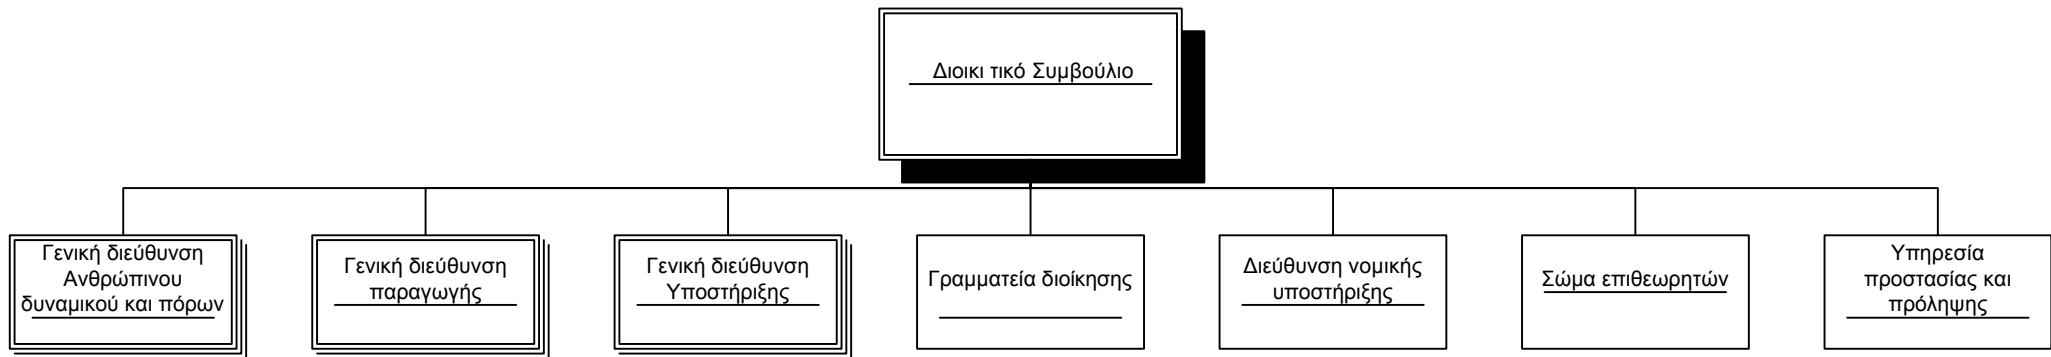 Διοικι τικό Συμβούλιο
Γενική διεύθυνση
Ανθρώπινου
δυναμικού και πόρων
Γενική διεύθυνση
παραγωγής
Γενική διεύθυνση
Υποστήριξης
Γραμματεία διοίκησης
Διεύθυνση νομικής
υποστήριξης
Σώμα επιθεωρητών
Υπηρεσία
προστασίας και
πρόληψης